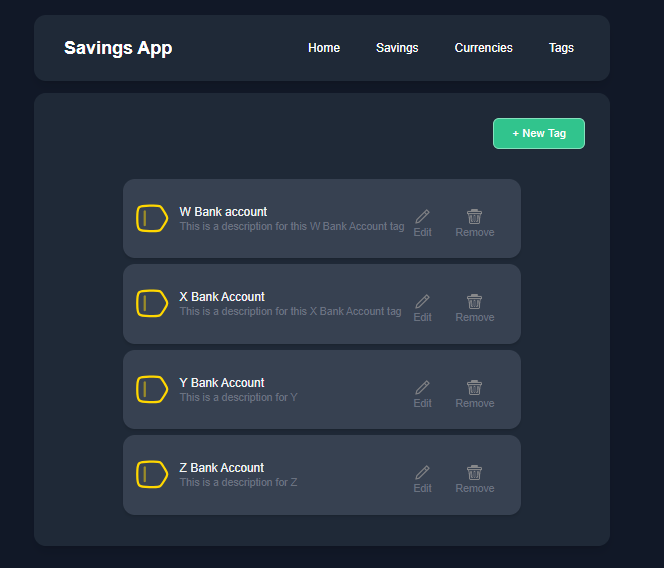 Savings App
Home Savings Currencies Tags
+ New Tag
W Bank account
This is a description for this W Bank Account tag
Edit Remove
X Bank Account
This is a description for this X Bank Account tag
Edit Remove
Y Bank Account
This is a description for Y
Edit Remove
Z Bank Account
This is a description for Z
Edit Remove